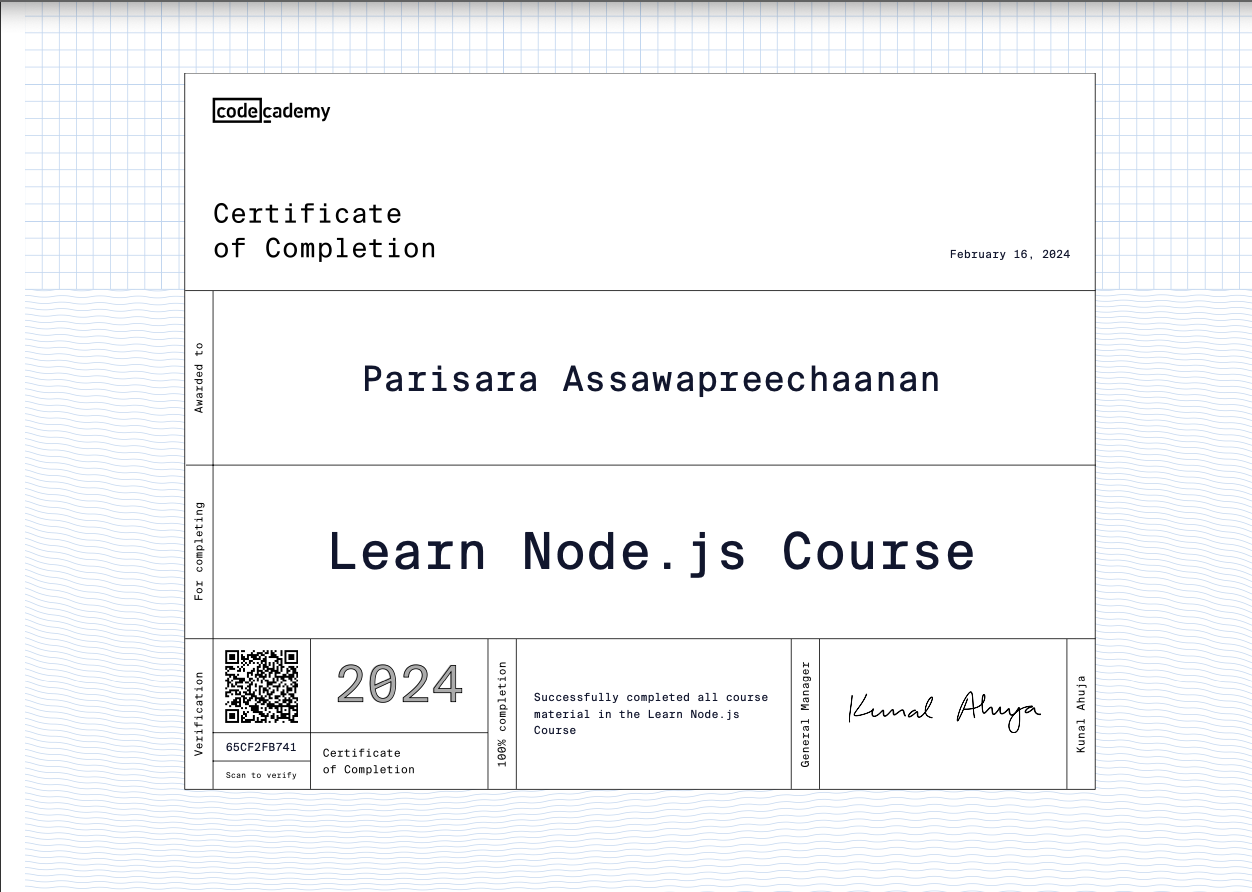 codecademy
Certificate
of Completion
February 16, 2024
Awarded to
Parisara Assawapreechaanan
For completing
Learn Node.js Course
Verification
65CF2FB741
Scan to verify
2024
Certificate
of Completion
100% completion
Successfully completed all course
material in the Learn Node.js
Course
General Manager
Kunal Ahuja
Kunal Ahuja